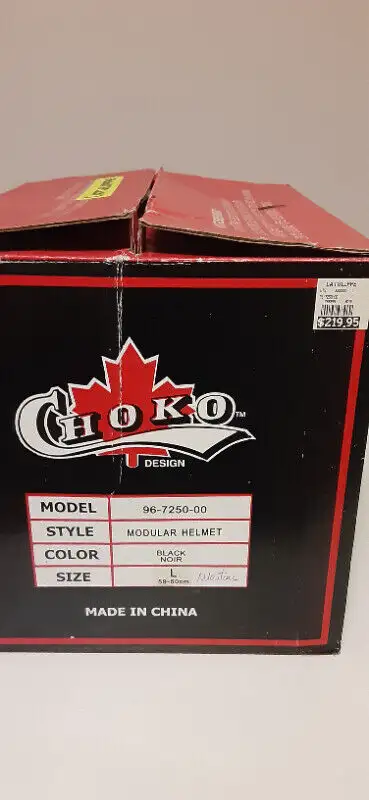 $219.95
CHOKO™
DESIGN
MODEL 96-7250-00
STYLE MODULAR HELMET
COLOR BLACK
NOIR
SIZE L
58-60cm
MADE IN CHINA